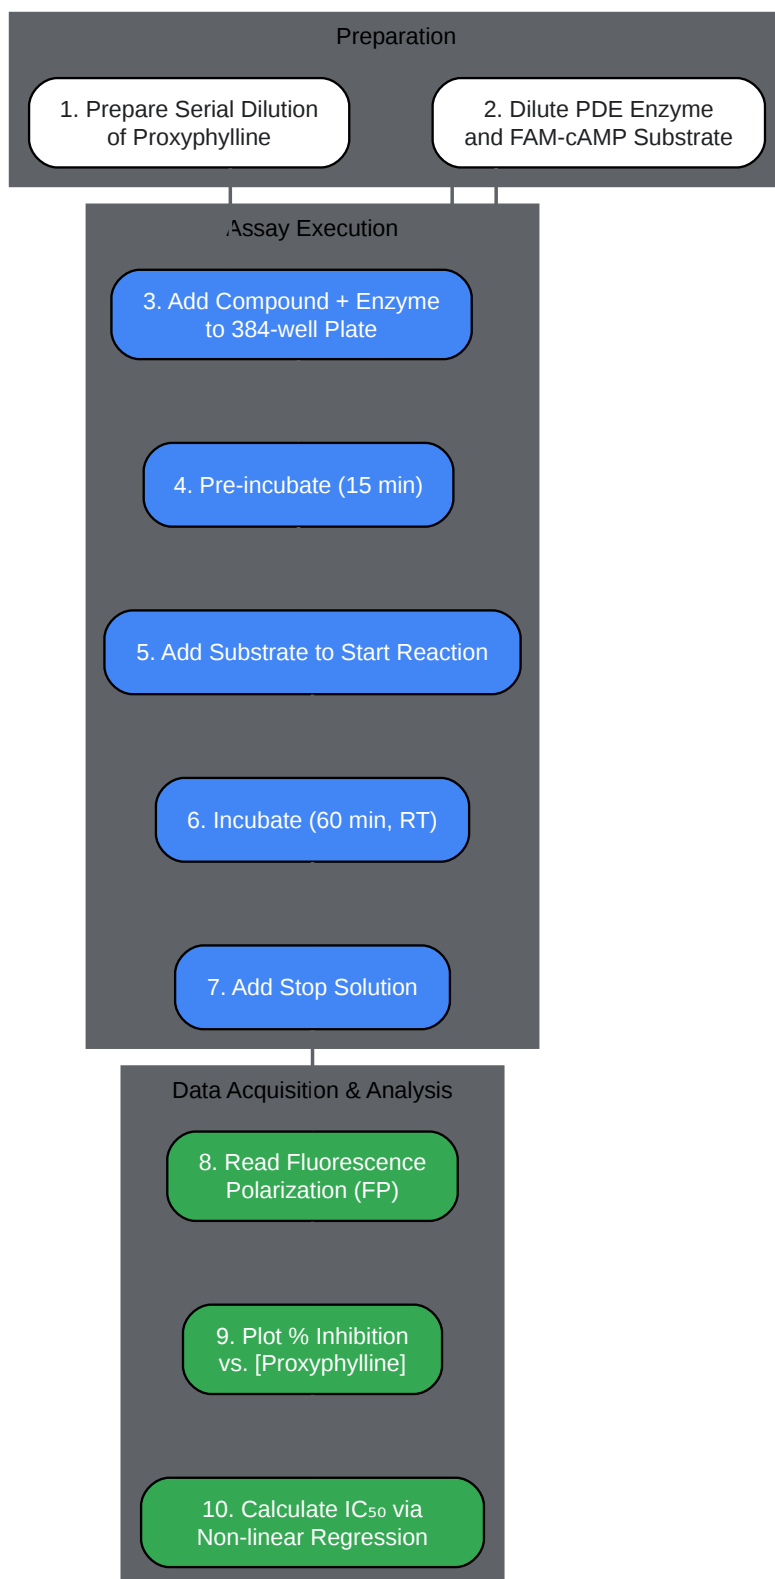 Preparation
1. Prepare Serial Dilution
of Proxyphylline
2. Dilute PDE Enzyme
and FAM-cAMP Substrate
Assay Execution
3. Add Compound + Enzyme
to 384-well Plate
4. Pre-incubate (15 min)
5. Add Substrate to Start Reaction
6. Incubate (60 min, RT)
7. Add Stop Solution
Data Acquisition & Analysis
8. Read Fluorescence
Polarization (FP)
9. Plot % Inhibition
vs. [Proxyphylline]
10. Calculate IC₅₀ via
Non-linear Regression